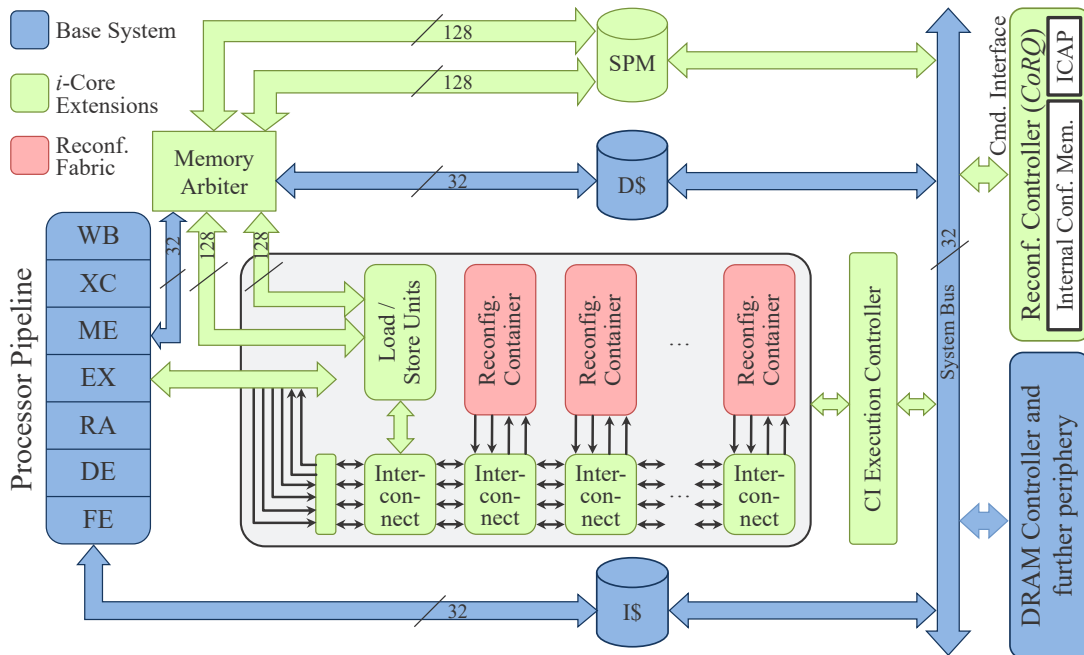 Base System
i-Core
Extensions
Reconf.
Fabric
128
128
SPM
Memory
Arbiter
32
D$
Processor Pipeline
WB
XC
ME
EX
RA
DE
FE
32
128
128
Load /
Store Units
Reconfig.
Container
Reconfig.
Container
...
Reconfig.
Container
Inter-
con-
nect
Inter-
con-
nect
Inter-
con-
nect
...
...
Inter-
con-
nect
CI Execution Controller
System Bus
32
Cmd. Interface
Reconf. Controller (CoRQ)
ICAP
Internal Conf. Mem.
DRAM Controller and
further periphery
32
I$